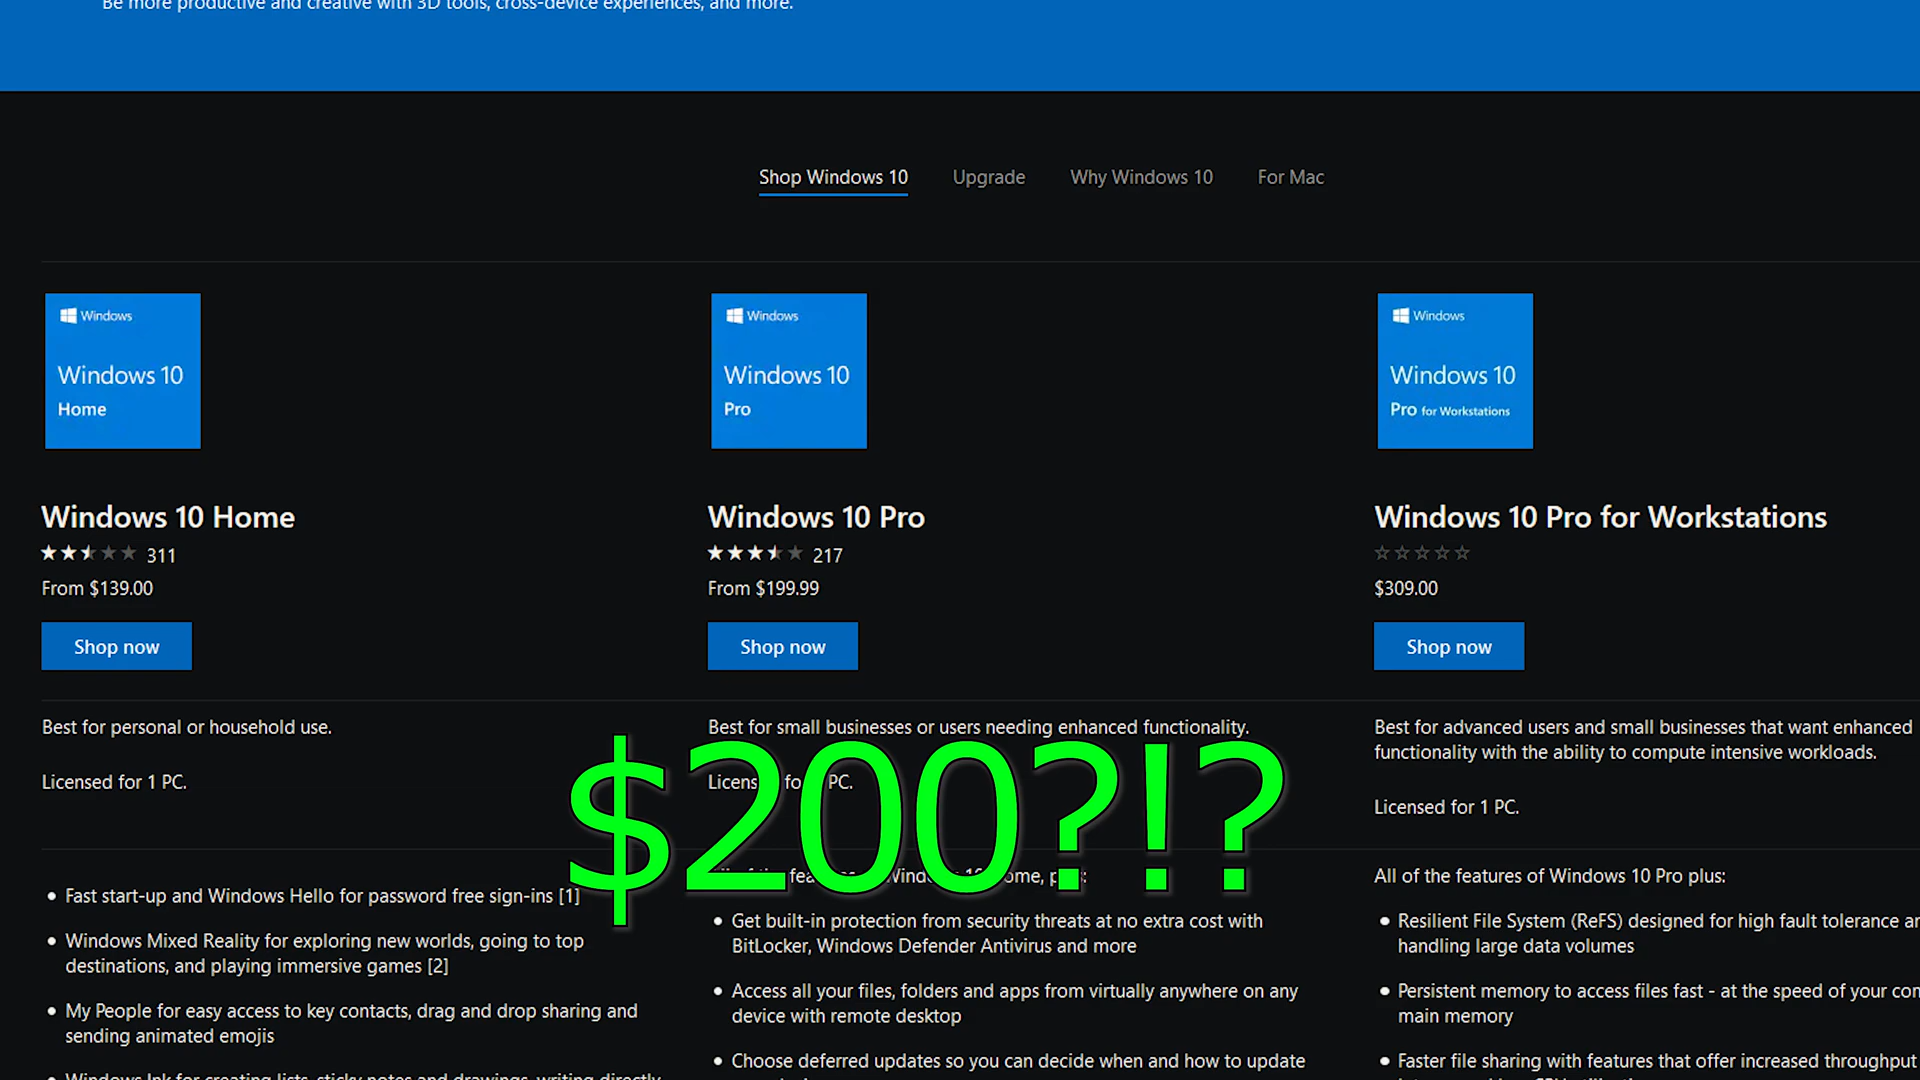 Be more productive and creative with 3D tools, cross-device experiences, and more.
Shop Windows 10 Upgrade Why Windows 10 For Mac
Windows
Windows 10
Home
Windows
Windows 10
Pro
Windows
Windows 10
Pro for Workstations
Windows 10 Home
311
From $139.00
Shop now
Best for personal or household use.
Licensed for 1 PC.
• Fast start-up and Windows Hello for password free sign-ins [1]
• Windows Mixed Reality for exploring new worlds, going to top
destinations, and playing immersive games [2]
• My People for easy access to key contacts, drag and drop sharing and
sending animated emojis
• Windows Ink for creating lists, sticky notes and drawings, writing directly
Windows 10 Pro
217
From $199.99
Shop now
Best for small businesses or users needing enhanced functionality.
PC.
$200?!?
• Get built-in protection from security threats at no extra cost with
BitLocker, Windows Defender Antivirus and more
• Access all your files, folders and apps from virtually anywhere on any
device with remote desktop
• Choose deferred updates so you can decide when and how to update
Windows 10 Pro for Workstations
$309.00
Shop now
Best for advanced users and small businesses that want enhanced
functionality with the ability to compute intensive workloads.
Licensed for 1 PC.
All of the features of Windows 10 Pro plus:
• Resilient File System (ReFS) designed for high fault tolerance
handling large data volumes
• Persistent memory to access files fast - at the speed of your
main memory
• Faster file sharing with features that offer increased throughput